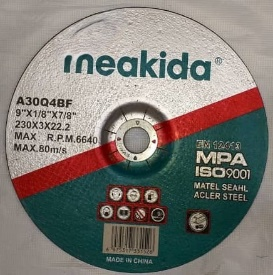 meakida®
A30Q4BF
9"X1/8"X7/8"
230X3X22.2
MAX R.P.M.6640
MAX.80m/s
EN 12413
MPA
ISO9001
MATEL SEAHL
ACLER STEEL
MADE IN CHINA